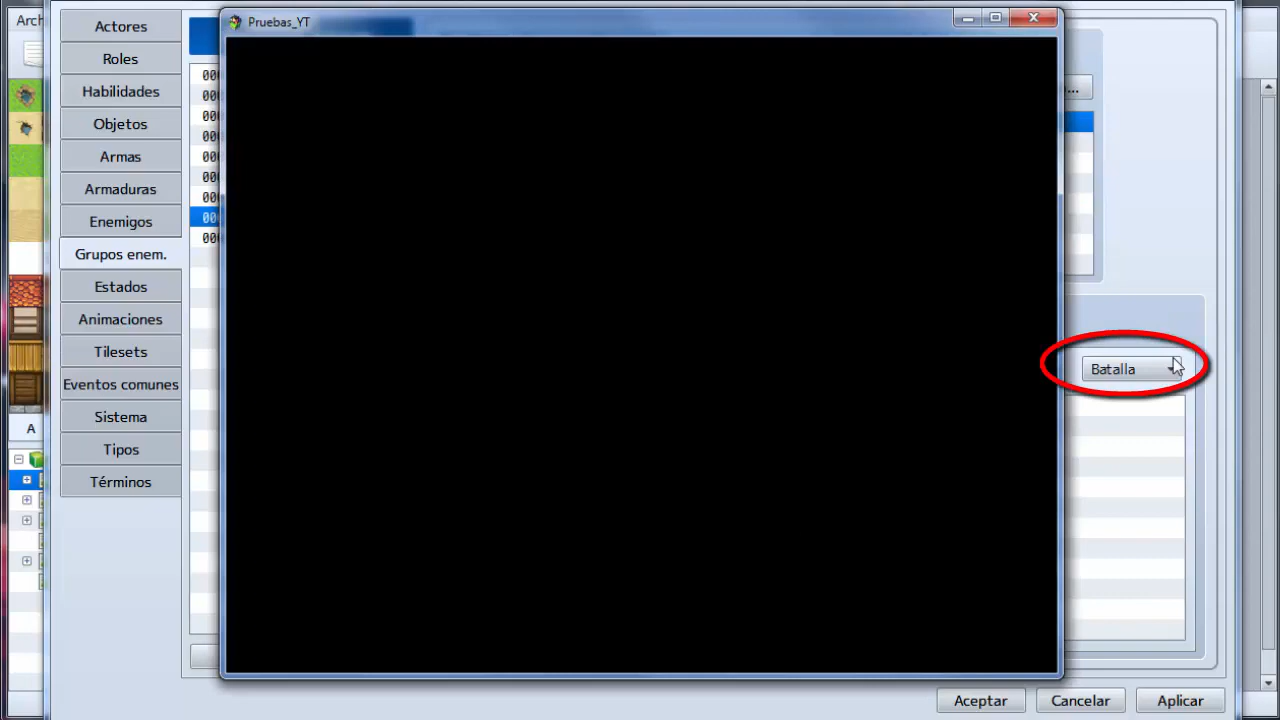 Arch
Pruebas_YT
Actores
Roles
Habilidades
Objetos
Armas
Armaduras
Enemigos
Grupos enem.
Estados
Animaciones
Tilesets
Eventos comunes
Sistema
Tipos
Términos
...
Batalla
A
Aceptar
Cancelar
Aplicar